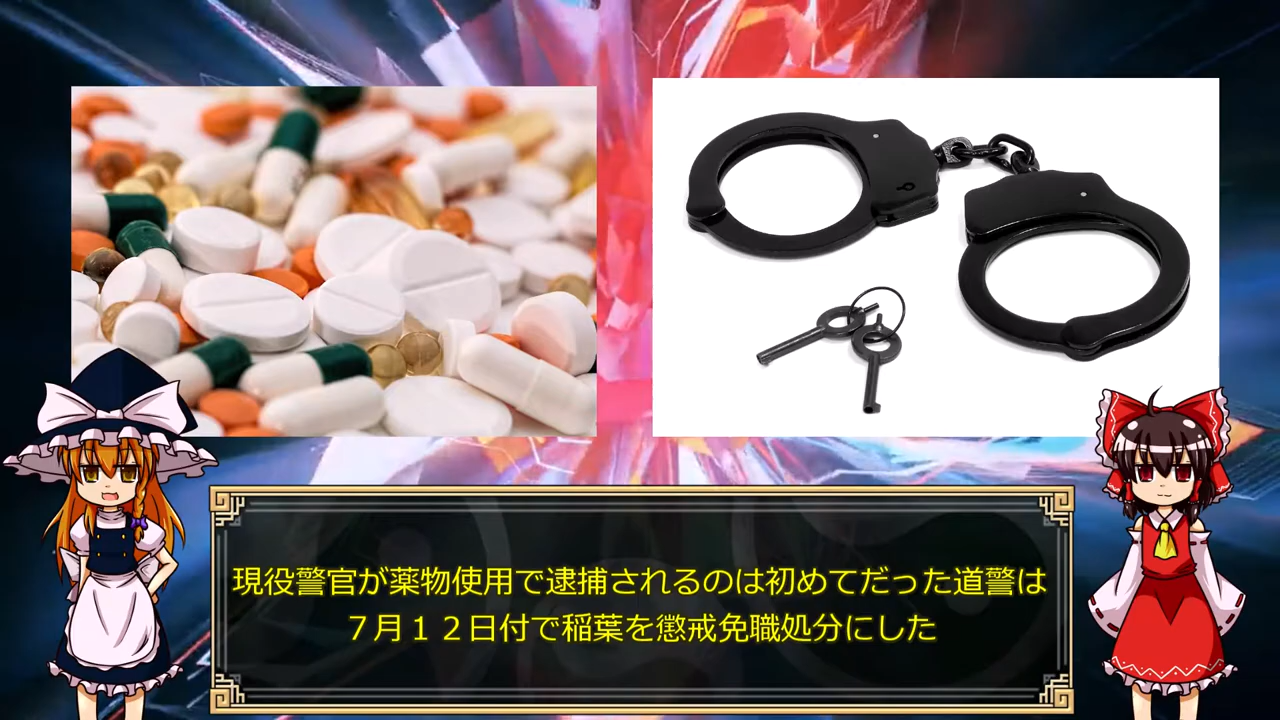 現役警官が薬物使用で逮捕されるのは初めてだった道警は
７月１２日付で稲葉を懲戒免職処分にした